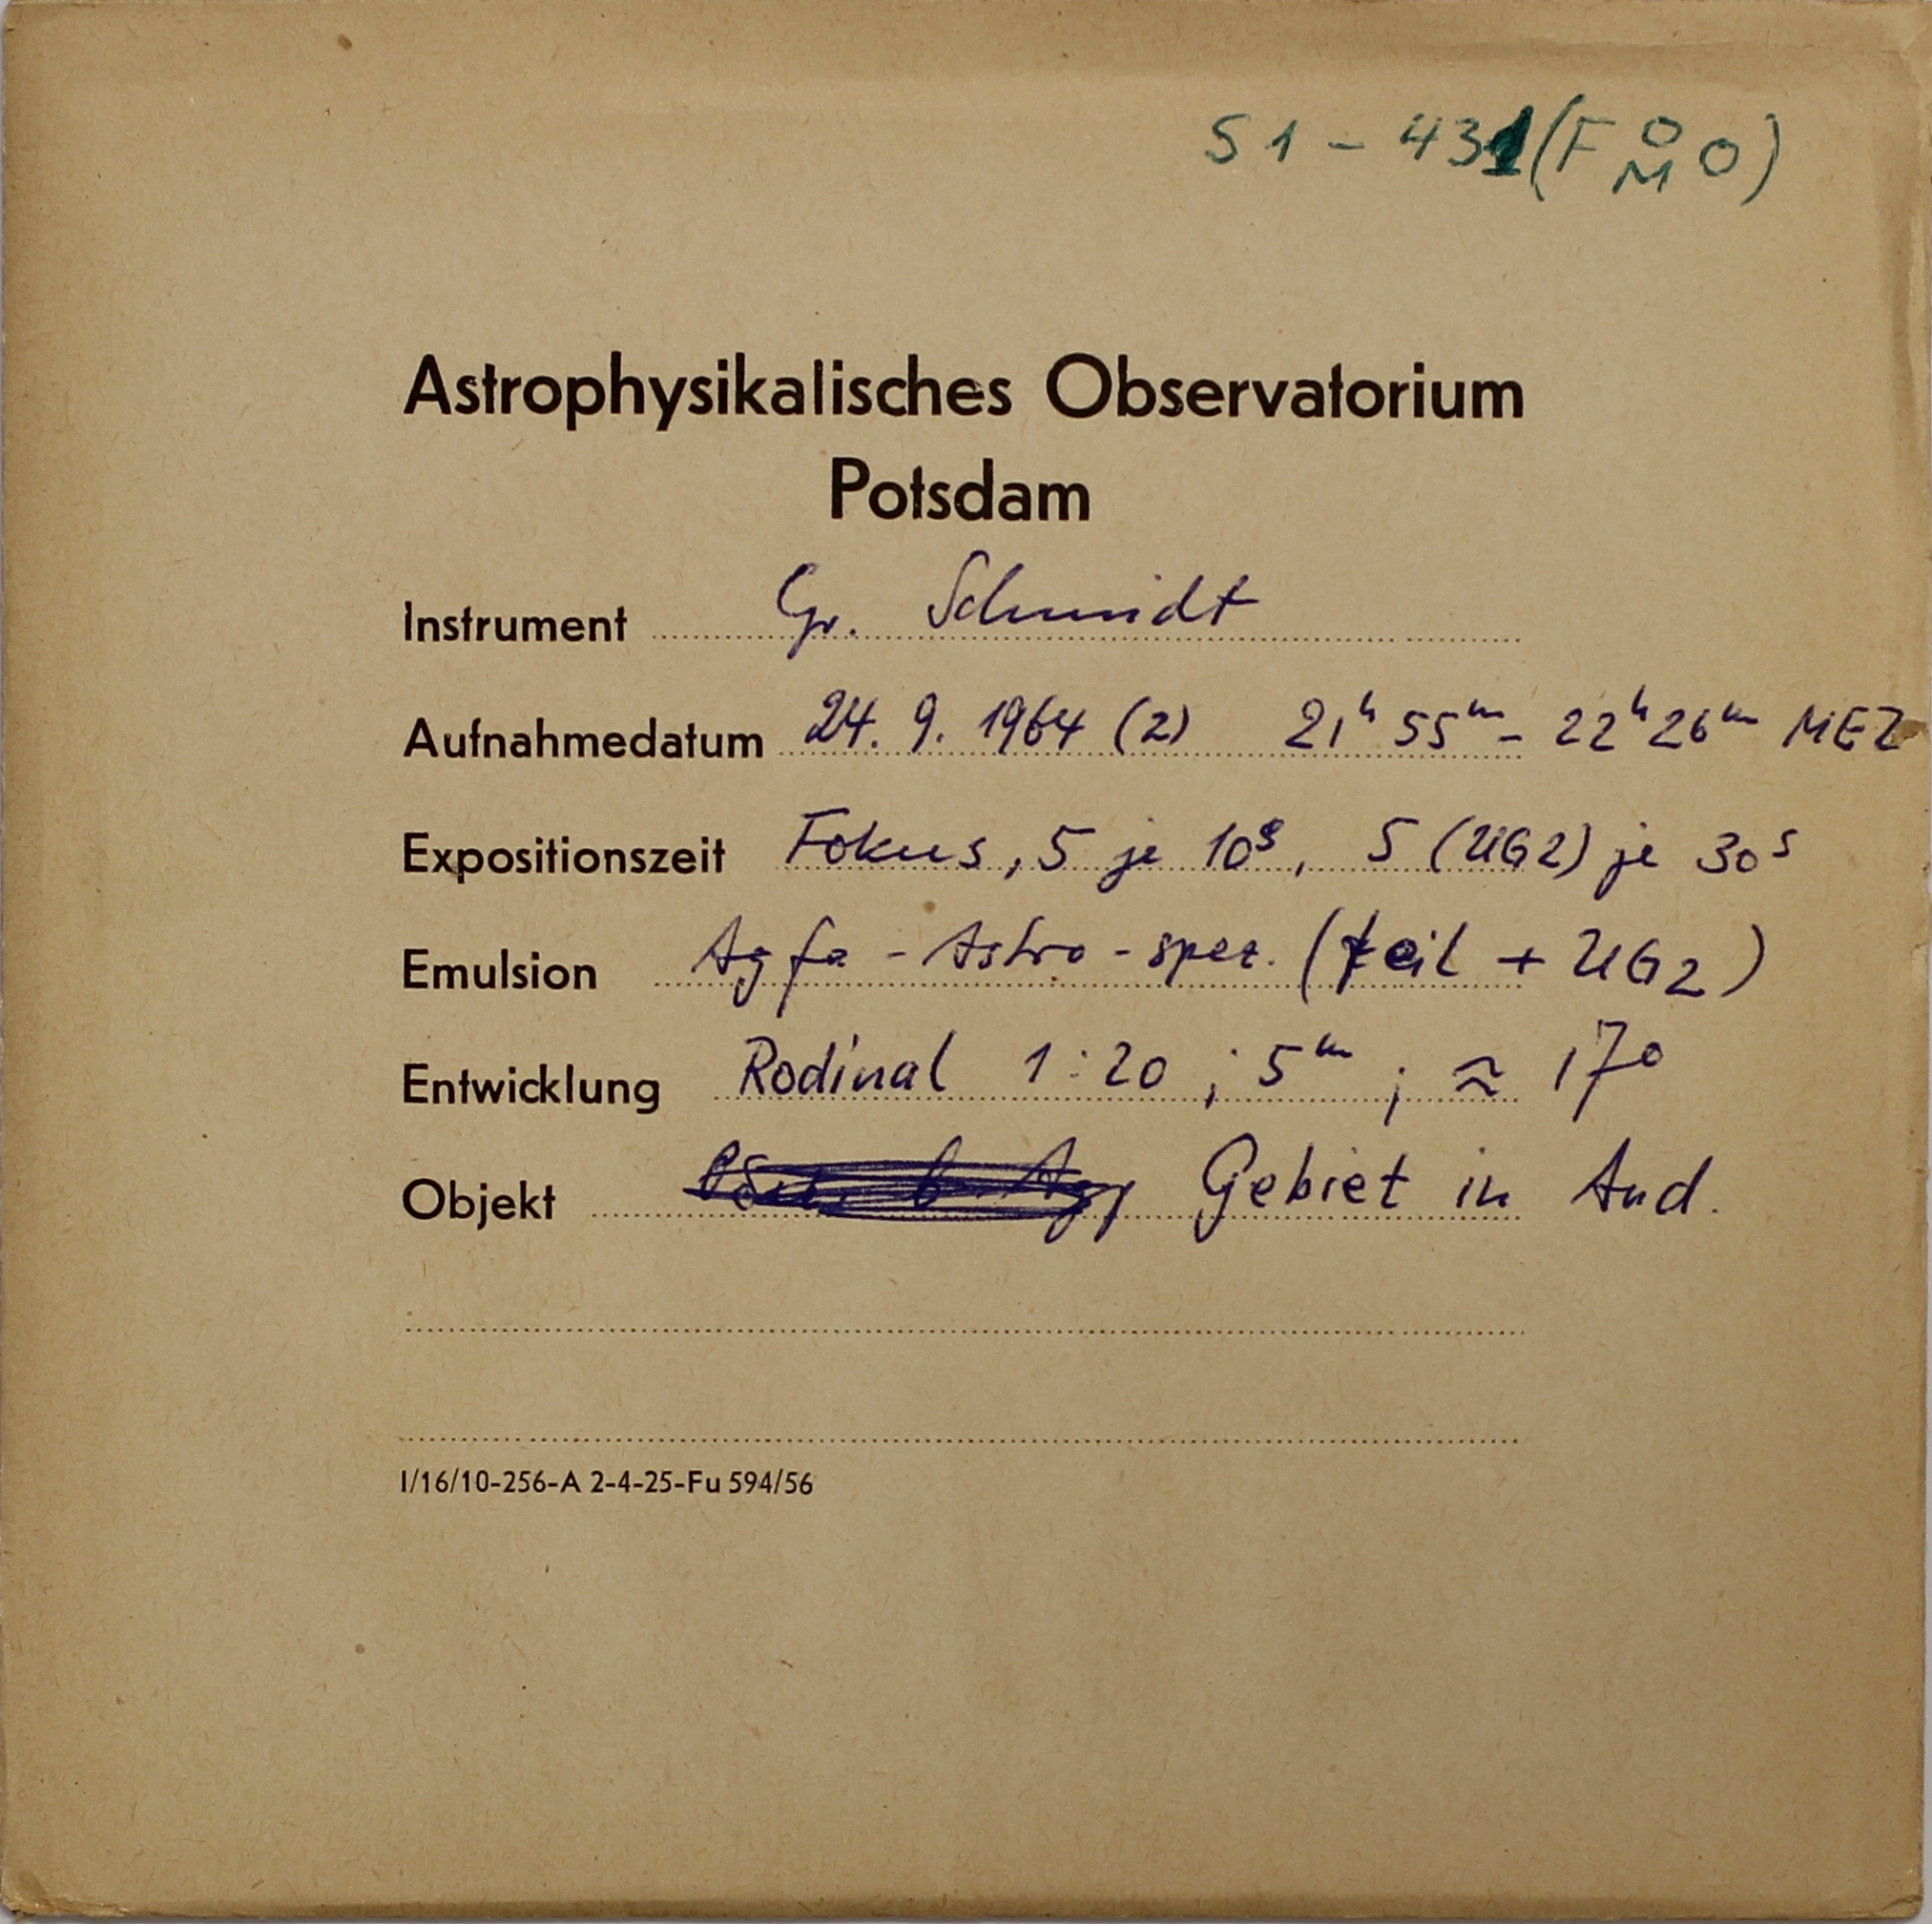 S 1 - 431 (F O M O)
Astrophysikalisches Observatorium
Potsdam
Instrument Gr. Schmidt
Aufnahmedatum 24. 9. 1964 (2) 21h 55m - 22h 26m MEZ
Expositionszeit Fokus, 5 je 10s, 5 (UG2) je 30s
Emulsion Agfa - Astro - spez. (teil + UG2)
Entwicklung Rodinal 1:20 ; 5m ; ≈ 17°
Objekt Gebiet in And.
I/16/10-256-A 2-4-25-Fu 594/56